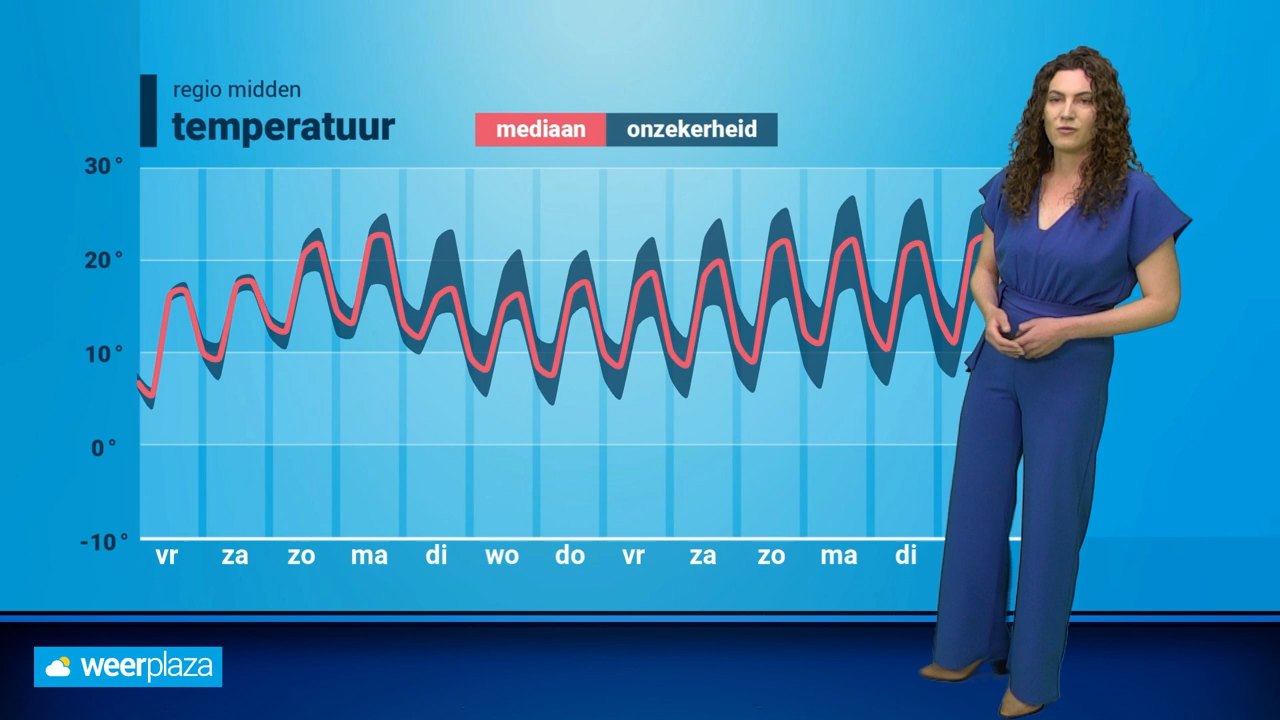 regio midden
temperatuur
mediaan onzekerheid
30°
20°
10°
0°
-10°
vr za zo ma di wo do vr za zo ma di
weerplaza